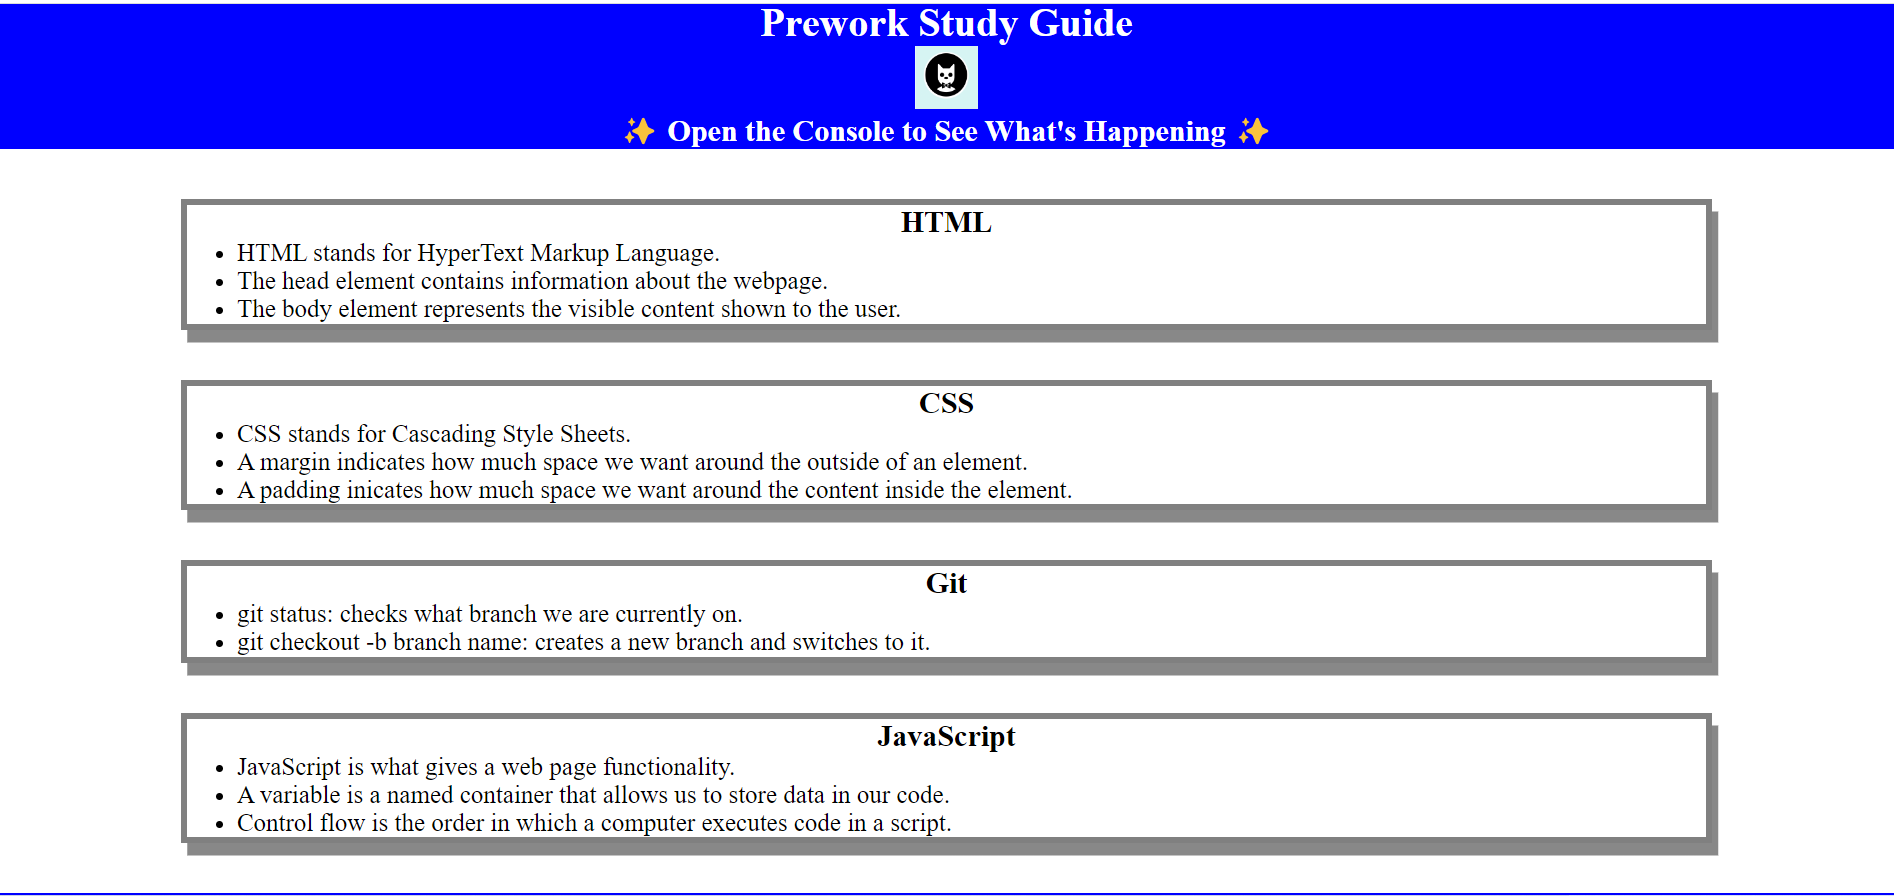 Prework Study Guide
✨ Open the Console to See What's Happening ✨
HTML
• HTML stands for HyperText Markup Language.
• The head element contains information about the webpage.
• The body element represents the visible content shown to the user.
CSS
• CSS stands for Cascading Style Sheets.
• A margin indicates how much space we want around the outside of an element.
• A padding inicates how much space we want around the content inside the element.
Git
• git status: checks what branch we are currently on.
• git checkout -b branch name: creates a new branch and switches to it.
JavaScript
• JavaScript is what gives a web page functionality.
• A variable is a named container that allows us to store data in our code.
• Control flow is the order in which a computer executes code in a script.